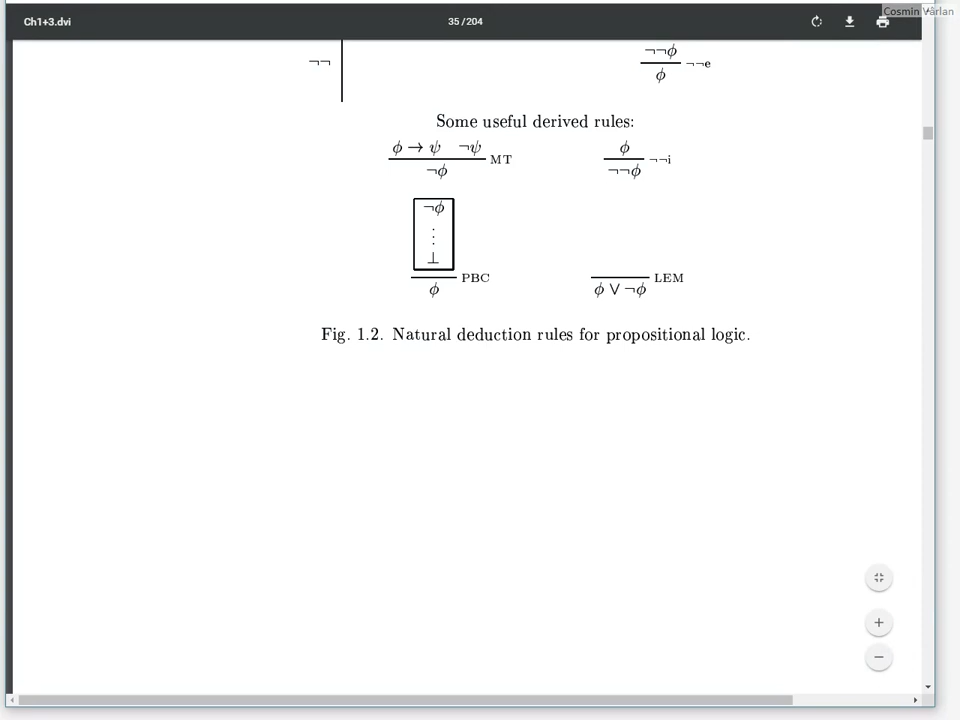 Cosmin Vârlan
Ch1+3.dvi 35 / 204
¬¬ ¬¬ϕ
ϕ ¬¬e
Some useful derived rules:
ϕ → ψ ¬ψ MT
¬ϕ
ϕ ¬¬i
¬¬ϕ
¬ϕ
⋮
⊥
PBC
ϕ
LEM
ϕ ∨ ¬ϕ
Fig. 1.2. Natural deduction rules for propositional logic.